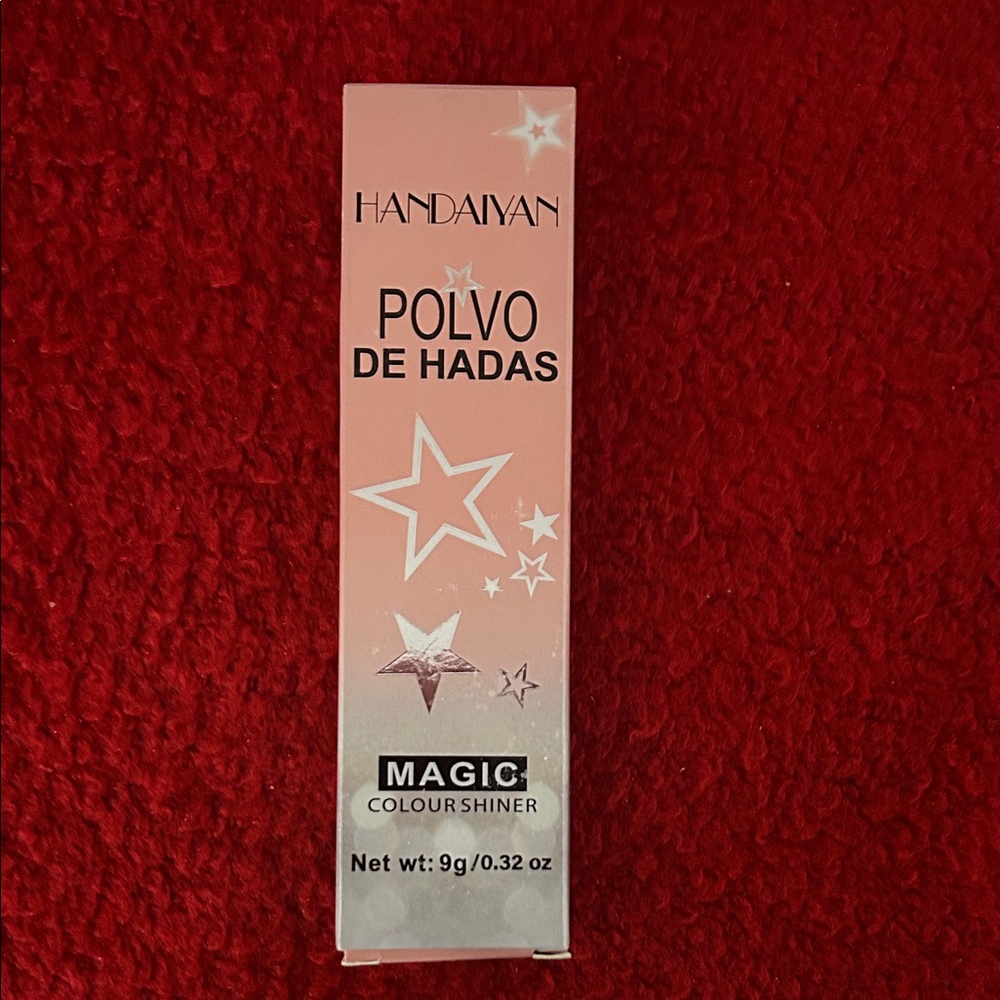 HANDAIYAN
POLVO
DE HADAS
MAGIC
COLOUR SHINER
Net wt: 9g/0.32 oz